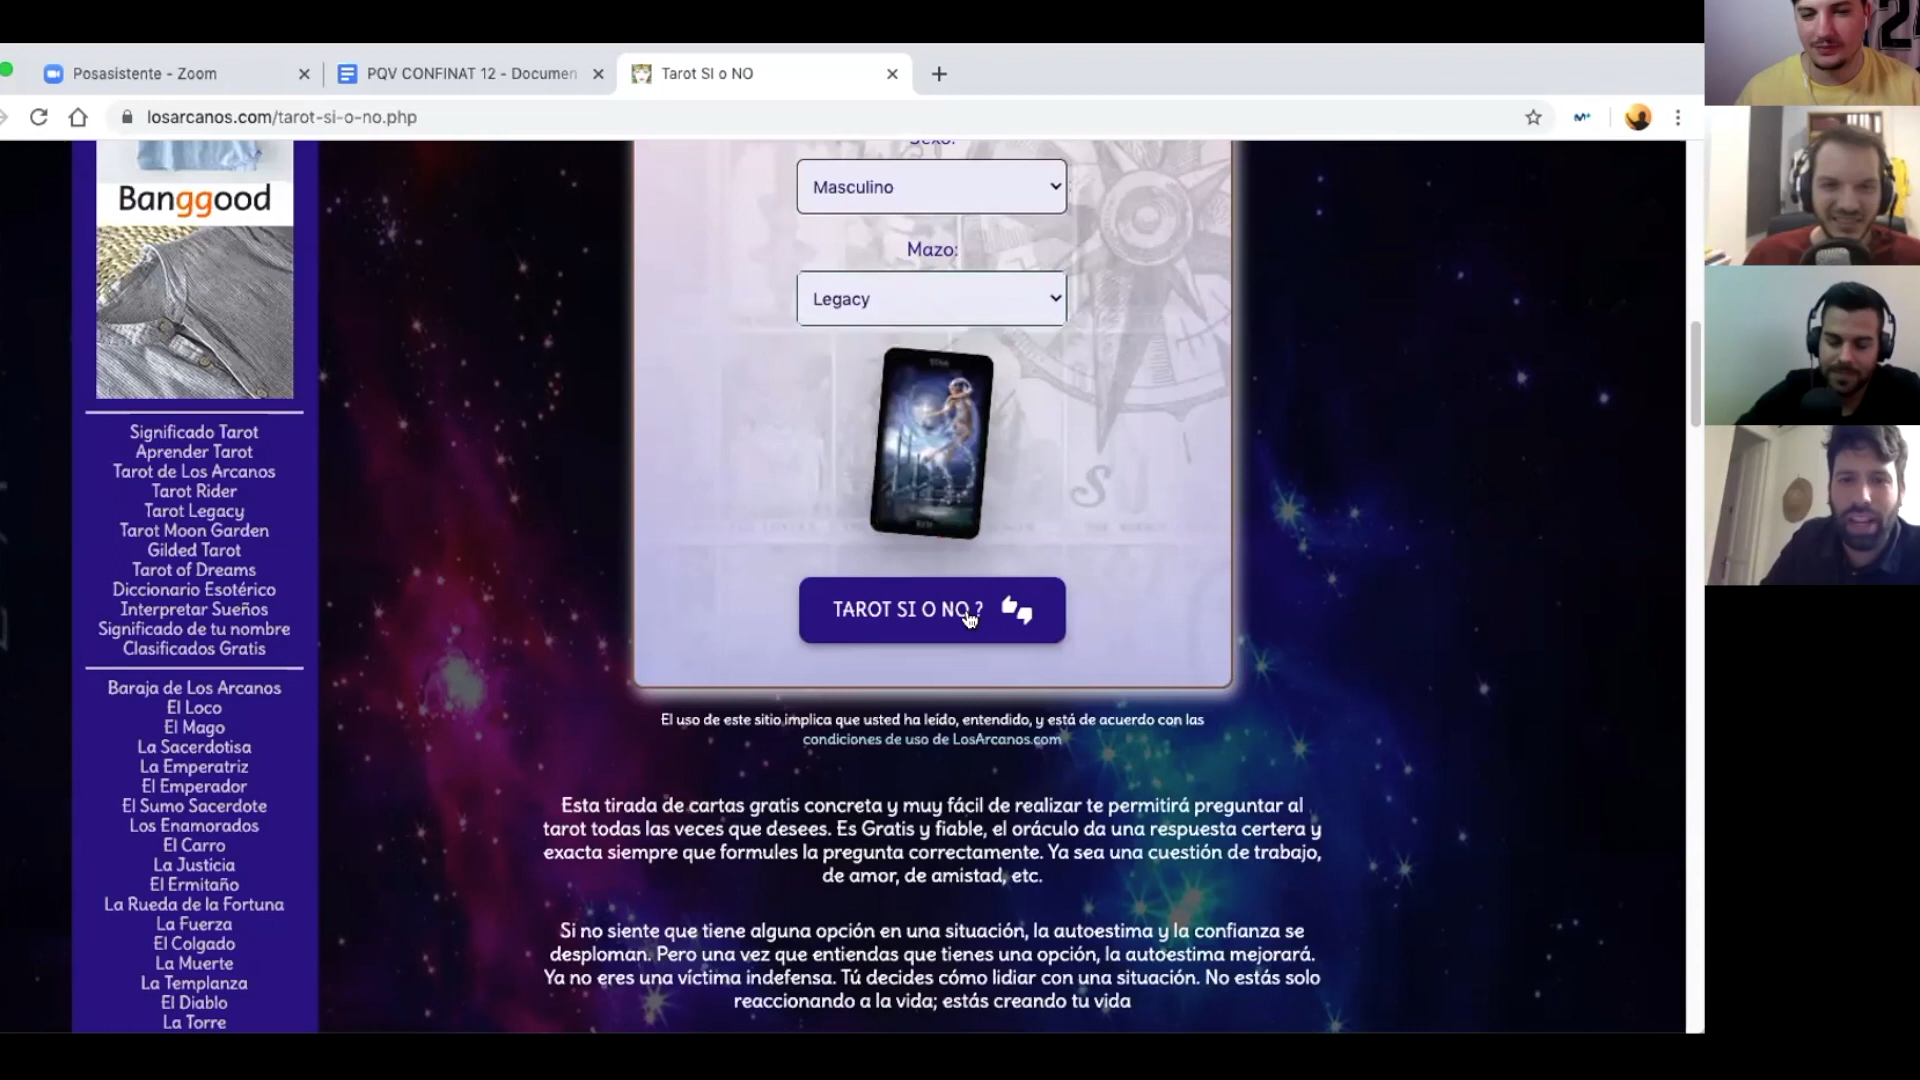 Posasistente - Zoom
PQV CONFINAT 12 - Documen
Tarot SI o NO
losarcanos.com/tarot-si-o-no.php
Banggood
Significado Tarot
Aprender Tarot
Tarot de Los Arcanos
Tarot Rider
Tarot Legacy
Tarot Moon Garden
Gilded Tarot
Tarot of Dreams
Diccionario Esotérico
Interpretar Sueños
Significado de tu nombre
Clasificados Gratis
Baraja de Los Arcanos
El Loco
El Mago
La Sacerdotisa
La Emperatriz
El Emperador
El Sumo Sacerdote
Los Enamorados
El Carro
La Justicia
El Ermitaño
La Rueda de la Fortuna
La Fuerza
El Colgado
La Muerte
La Templanza
El Diablo
La Torre
Sexo:
Masculino
Mazo:
Legacy
S
TAROT SI O NO ?
El uso de este sitio implica que usted ha leído, entendido, y está de acuerdo con las
condiciones de uso de LosArcanos.com
Esta tirada de cartas gratis concreta y muy fácil de realizar te permitirá preguntar al
tarot todas las veces que desees. Es Gratis y fiable, el oráculo da una respuesta certera y
exacta siempre que formules la pregunta correctamente. Ya sea una cuestión de trabajo,
de amor, de amistad, etc.
Si no siente que tiene alguna opción en una situación, la autoestima y la confianza se
desploman. Pero una vez que entiendas que tienes una opción, la autoestima mejorará.
Ya no eres una víctima indefensa. Tú decides cómo lidiar con una situación. No estás solo
reaccionando a la vida; estás creando tu vida
2